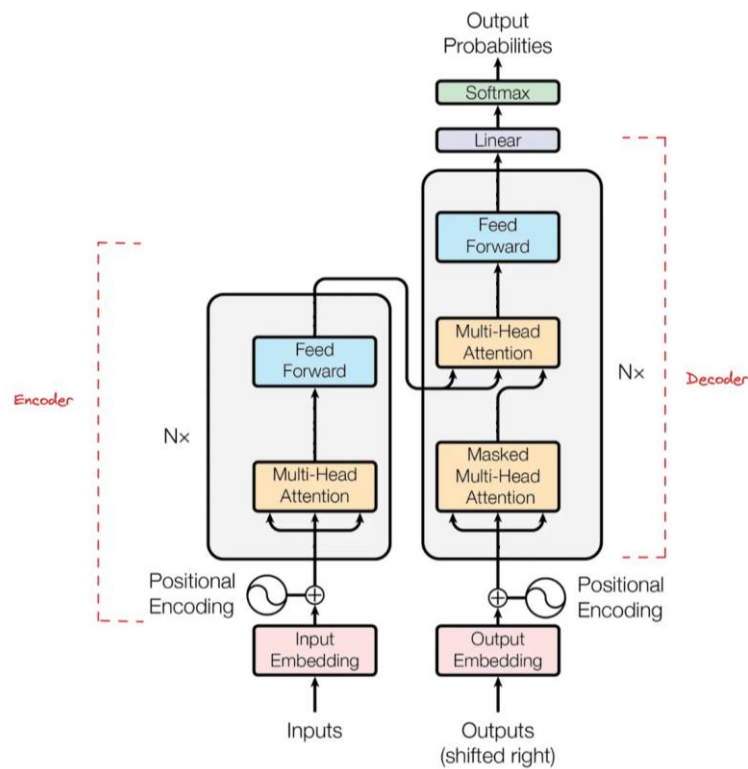 Output
Probabilities
Softmax
Linear
Feed
Forward
Multi-Head
Attention
Feed
Forward
Nx
Decoder
Encoder
Nx
Multi-Head
Attention
Masked
Multi-Head
Attention
Positional
Encoding
Positional
Encoding
Input
Embedding
Output
Embedding
Inputs
Outputs
(shifted right)